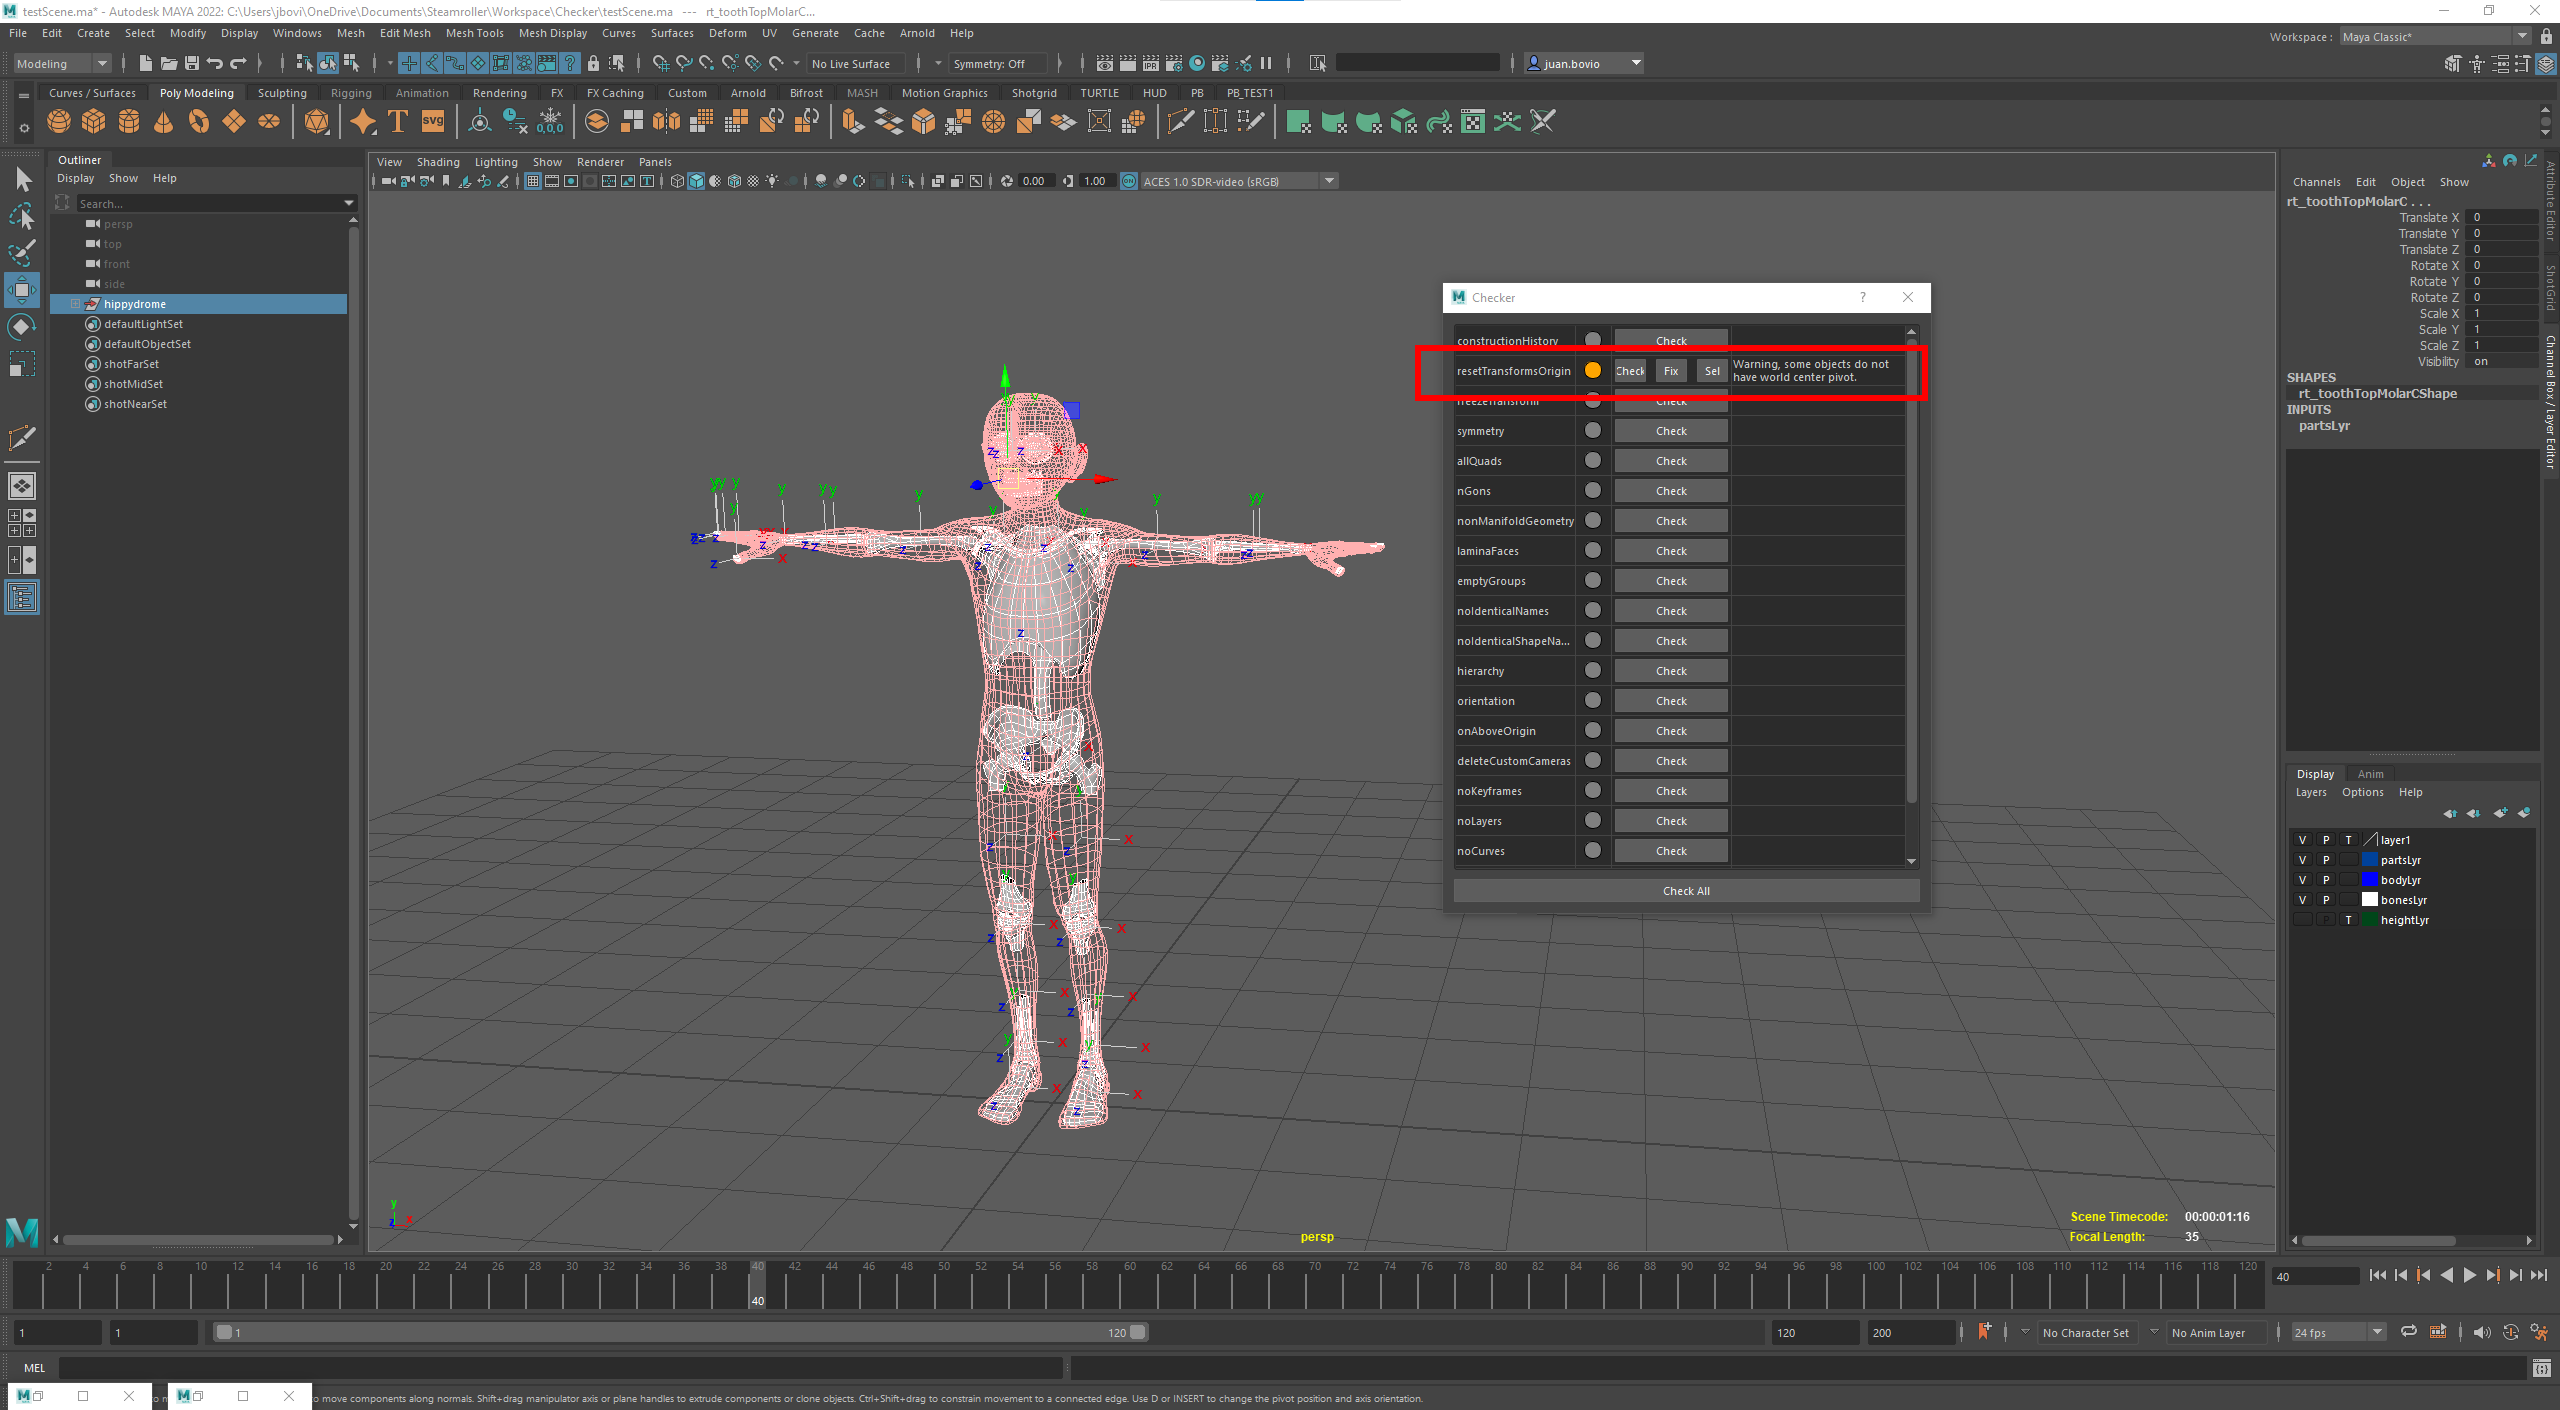 testScene.ma* - Autodesk MAYA 2022: C:\Users\jbovi\OneDrive\Documents\Steamroller\Workspace\Checker\testScene.ma --- rt_toothTopMolarC...
File Edit Create Select Modify Display Windows Mesh Edit Mesh Mesh Tools Mesh Display Curves Surfaces Deform UV Generate Cache Arnold Help
Workspace : Maya Classic*
Modeling No Live Surface Symmetry: Off juan.bovio
Curves / Surfaces Poly Modeling Sculpting Rigging Animation Rendering FX FX Caching Custom Arnold Bifrost MASH Motion Graphics Shotgrid TURTLE HUD PB PB_TEST1
Outliner
Display Show Help
Search...
persp
top
front
side
hippydrome
defaultLightSet
defaultObjectSet
shotFarSet
shotMidSet
shotNearSet
View Shading Lighting Show Renderer Panels
0.00 1.00 ACES 1.0 SDR-video (sRGB)
Checker
constructionHistory Check
resetTransformsOrigin Check Fix Sel Warning, some objects do not
have world center pivot.
freezeTransform Check
symmetry Check
allQuads Check
nGons Check
nonManifoldGeometry Check
laminaFaces Check
emptyGroups Check
noIdenticalNames Check
noIdenticalShapeNa... Check
hierarchy Check
orientation Check
onAboveOrigin Check
deleteCustomCameras Check
noKeyframes Check
noLayers Check
noCurves Check
Check All
persp
Scene Timecode: 00:00:01:16
Focal Length: 35
Channels Edit Object Show
rt_toothTopMolarC . . .
Translate X 0
Translate Y 0
Translate Z 0
Rotate X 0
Rotate Y 0
Rotate Z 0
Scale X 1
Scale Y 1
Scale Z 1
Visibility on
SHAPES
rt_toothTopMolarCShape
INPUTS
partsLyr
Attribute Editor
ShotGrid
Channel Box / Layer Editor
Display Anim
Layers Options Help
V P T layer1
V P partsLyr
V P bodyLyr
V P bonesLyr
P T heightLyr
2 4 6 8 10 12 14 16 18 20 22 24 26 28 30 32 34 36 38 40 42 44 46 48 50 52 54 56 58 60 62 64 66 68 70 72 74 76 78 80 82 84 86 88 90 92 94 96 98 100 102 104 106 108 110 112 114 116 118 120
40
40
1 1 1 120 120 200 No Character Set No Anim Layer 24 fps
MEL
to move components along normals. Shift+drag manipulator axis or plane handles to extrude components or clone objects. Ctrl+Shift+drag to constrain movement to a connected edge. Use D or INSERT to change the pivot position and axis orientation.